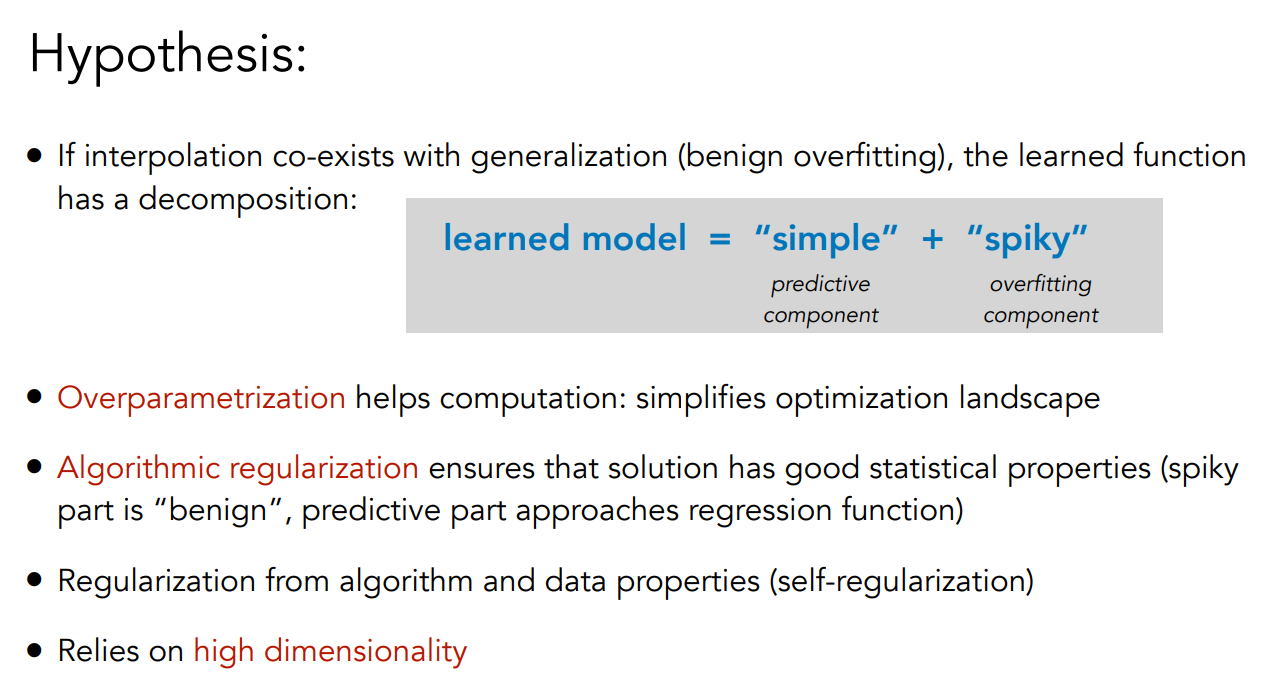 Hypothesis:
● If interpolation co-exists with generalization (benign overfitting), the learned function
has a decomposition:
learned model = “simple” + “spiky”
predictive overfitting
component component
● Overparametrization helps computation: simplifies optimization landscape
● Algorithmic regularization ensures that solution has good statistical properties (spiky
part is “benign”, predictive part approaches regression function)
● Regularization from algorithm and data properties (self-regularization)
● Relies on high dimensionality